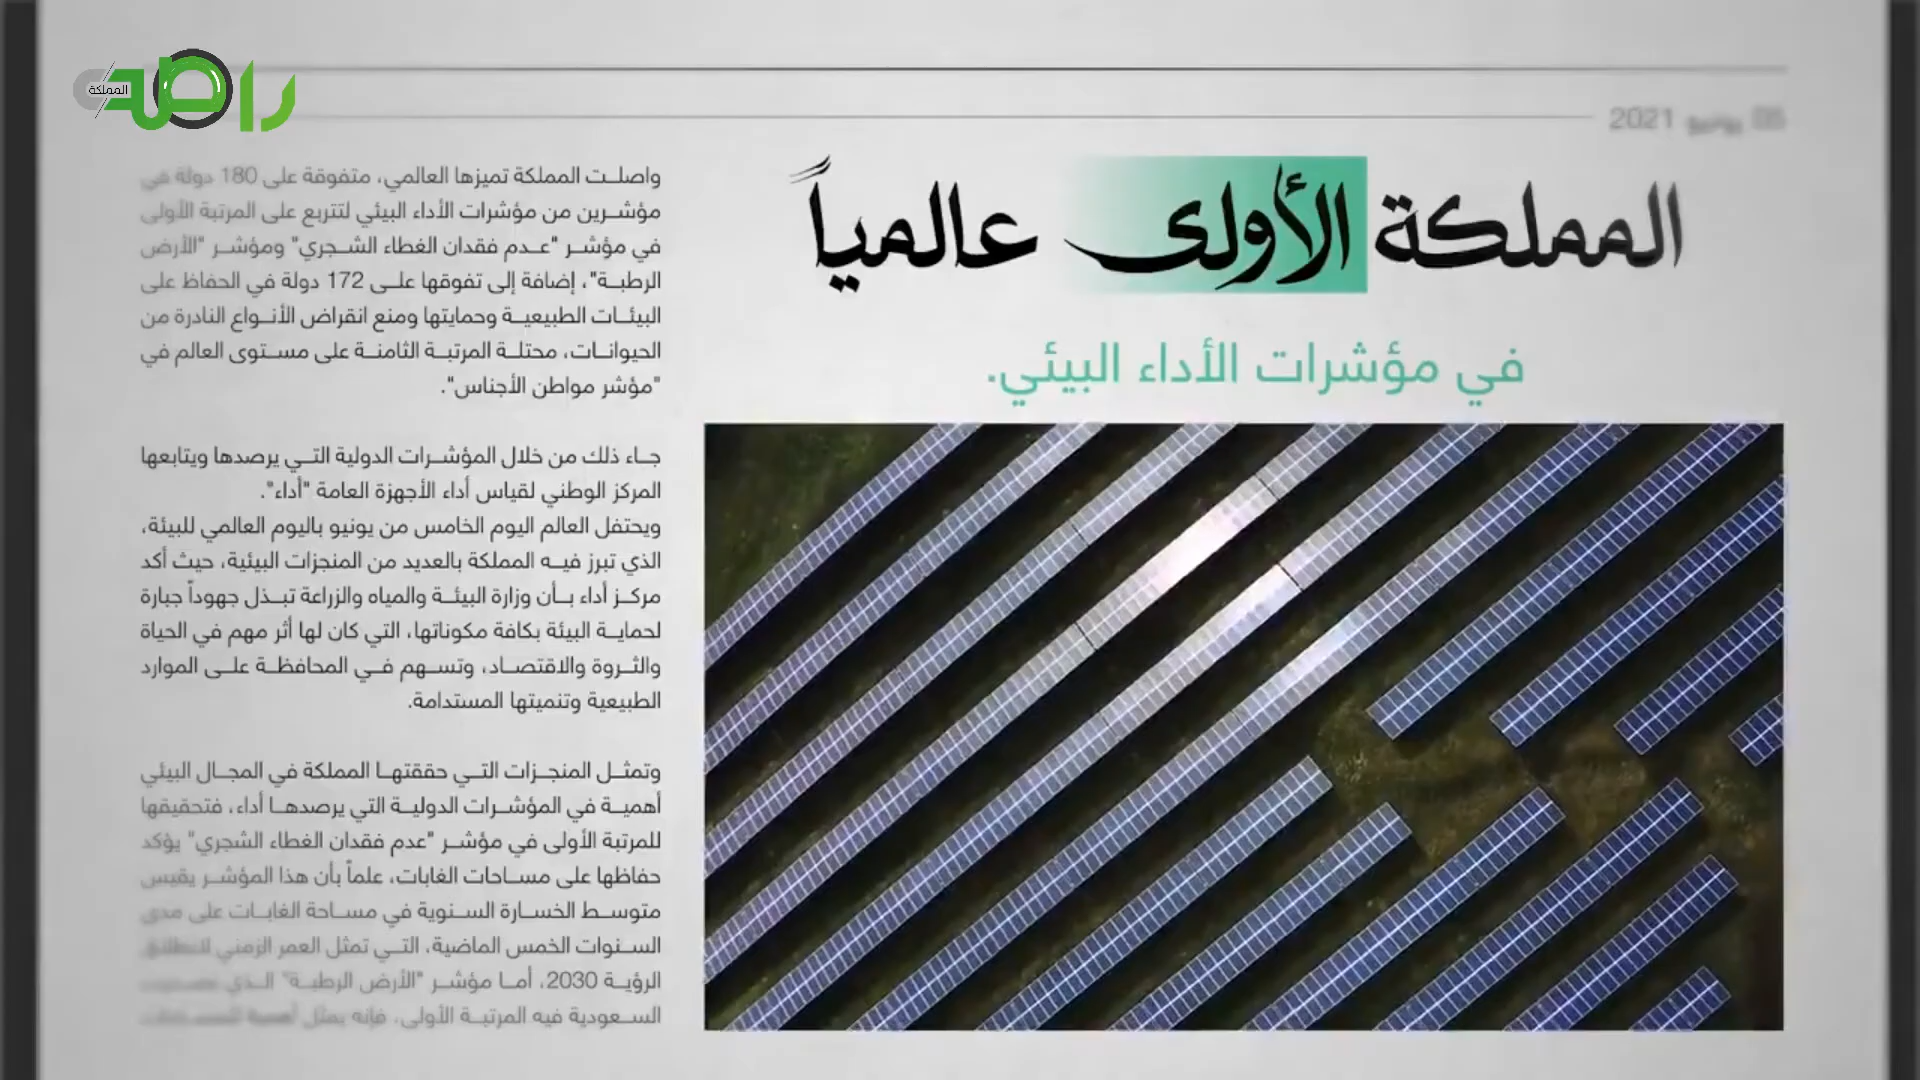 راصد
المملكة
05 يونيو 2021
المملكة الأولى عالمياً
في مؤشرات الأداء البيئي.
واصلت المملكة تميزها العالمي، متفوقة على 180 دولة في
مؤشرين من مؤشرات الأداء البيئي لتتربع على المرتبة الأولى
في مؤشر "عدم فقدان الغطاء الشجري" ومؤشر "الأرض
الرطبة"، إضافة إلى تفوقها على 172 دولة في الحفاظ على
البيئات الطبيعية وحمايتها ومنع انقراض الأنواع النادرة من
الحيوانات، محتلة المرتبة الثامنة على مستوى العالم في
"مؤشر مواطن الأجناس".
جاء ذلك من خلال المؤشرات الدولية التي يرصدها ويتابعها
المركز الوطني لقياس أداء الأجهزة العامة "أداء".
ويحتفل العالم اليوم الخامس من يونيو باليوم العالمي للبيئة،
الذي تبرز فيه المملكة بالعديد من المنجزات البيئية، حيث أكد
مركز أداء بأن وزارة البيئة والمياه والزراعة تبذل جهوداً جبارة
لحماية البيئة بكافة مكوناتها، التي كان لها أثر مهم في الحياة
والثروة والاقتصاد، وتسهم في المحافظة على الموارد
الطبيعية وتنميتها المستدامة.
وتمثل المنجزات التي حققتها المملكة في المجال البيئي
أهمية في المؤشرات الدولية التي يرصدها أداء، فتحقيقها
للمرتبة الأولى في مؤشر "عدم فقدان الغطاء الشجري" يؤكد
حفاظها على مساحات الغابات، علماً بأن هذا المؤشر يقيس
متوسط الخسارة السنوية في مساحة الغابات على مدى
السنوات الخمس الماضية، التي تمثل العمر الزمني
الرؤية 2030، أما مؤشر "الأرض الرطبة" الذي
السعودية فيه المرتبة الأولى، فإنه يمثل أهمية